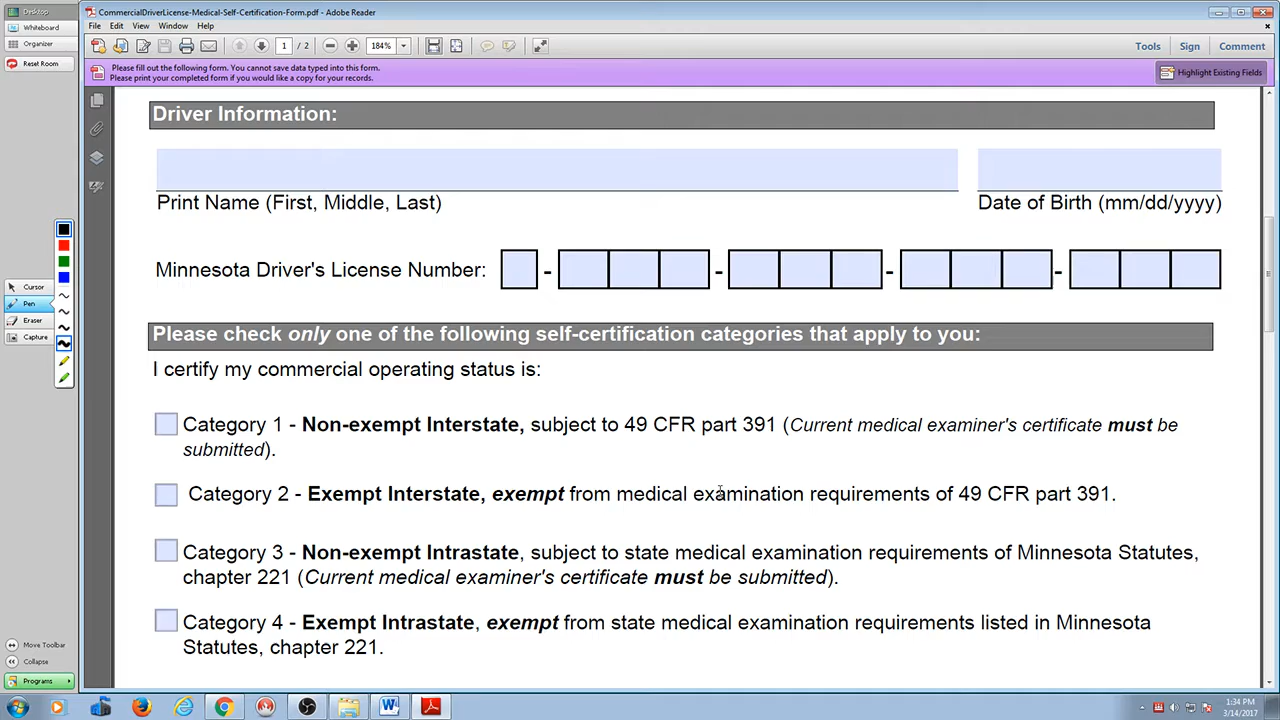 Desktop
Whiteboard
Organizer
Reset Room
Cursor
Pen
Eraser
Capture
Move Toolbar
Collapse
Programs
CommercialDriverLicense-Medical-Self-Certification-Form.pdf - Adobe Reader
File Edit View Window Help
1 / 2 184% Tools Sign Comment
Please fill out the following form. You cannot save data typed into this form.
Please print your completed form if you would like a copy for your records.
Highlight Existing Fields
Driver Information:
Print Name (First, Middle, Last) Date of Birth (mm/dd/yyyy)
Minnesota Driver's License Number: - - - -
Please check only one of the following self-certification categories that apply to you:
I certify my commercial operating status is:
Category 1 - Non-exempt Interstate, subject to 49 CFR part 391 (Current medical examiner's certificate must be
submitted).
Category 2 - Exempt Interstate, exempt from medical examination requirements of 49 CFR part 391.
Category 3 - Non-exempt Intrastate, subject to state medical examination requirements of Minnesota Statutes,
chapter 221 (Current medical examiner's certificate must be submitted).
Category 4 - Exempt Intrastate, exempt from state medical examination requirements listed in Minnesota
Statutes, chapter 221.
1:34 PM
3/14/2017